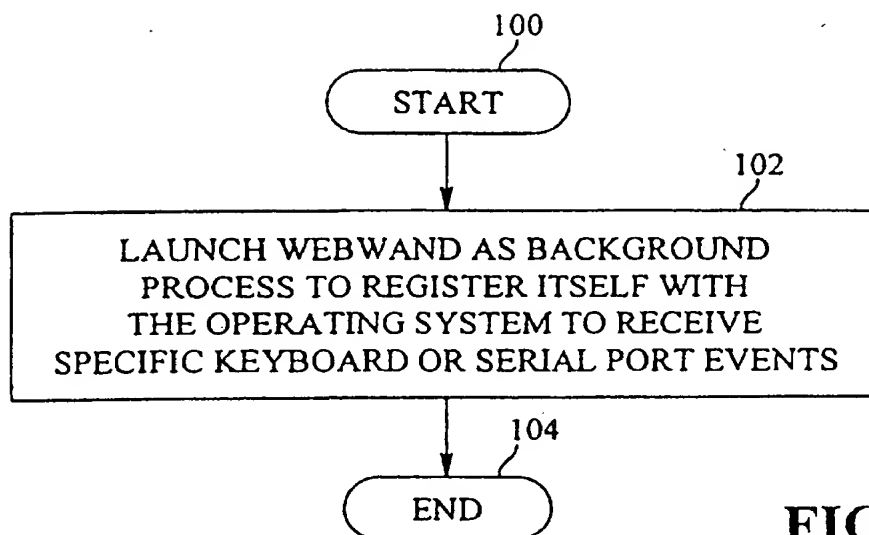 100
START
102
LAUNCH WEBWAND AS BACKGROUND
PROCESS TO REGISTER ITSELF WITH
THE OPERATING SYSTEM TO RECEIVE
SPECIFIC KEYBOARD OR SERIAL PORT EVENTS
104
END